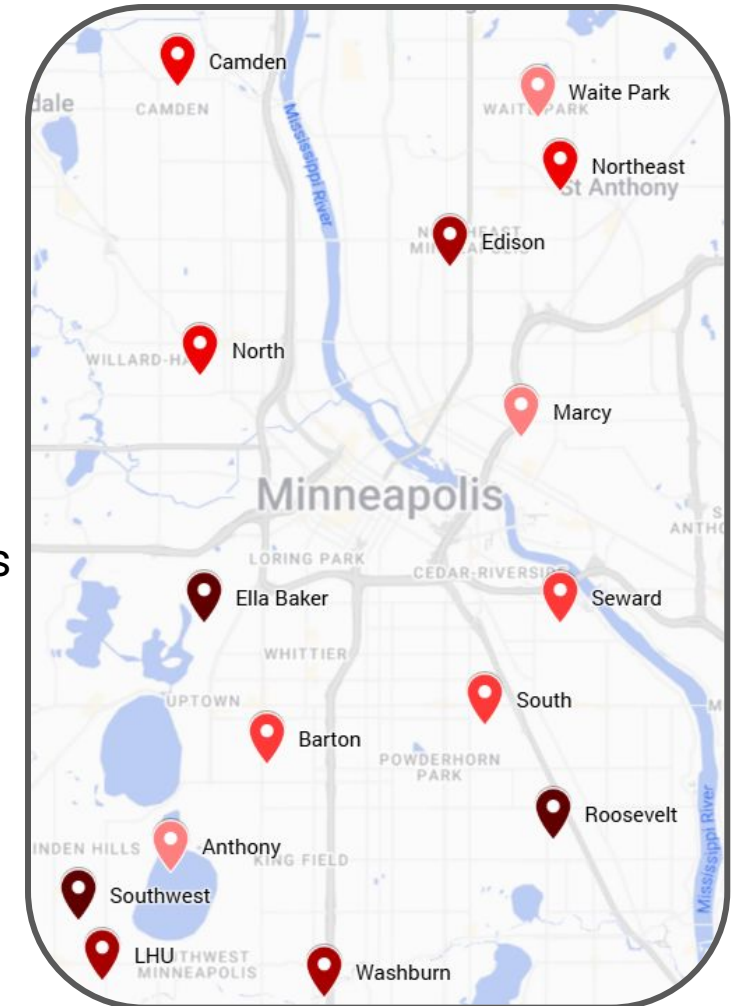 Camden
Waite Park
dale
CAMDEN
WAITE PARK
Mississippi River
Northeast
St Anthony
NORTHEAST
MINNEAPOLIS
Edison
North
WILLARD-HA
Marcy
Minneapolis
S
ANTHO
LORING PARK
CEDAR-RIVERSIDE
s
Ella Baker
Seward
WHITTIER
UPTOWN
South
M
Barton
POWDERHORN
PARK
Roosevelt
Mississippi River
INDEN HILLS
Anthony
KING FIELD
Southwest
LHU
THWEST
MINNEAPOLIS
Washburn